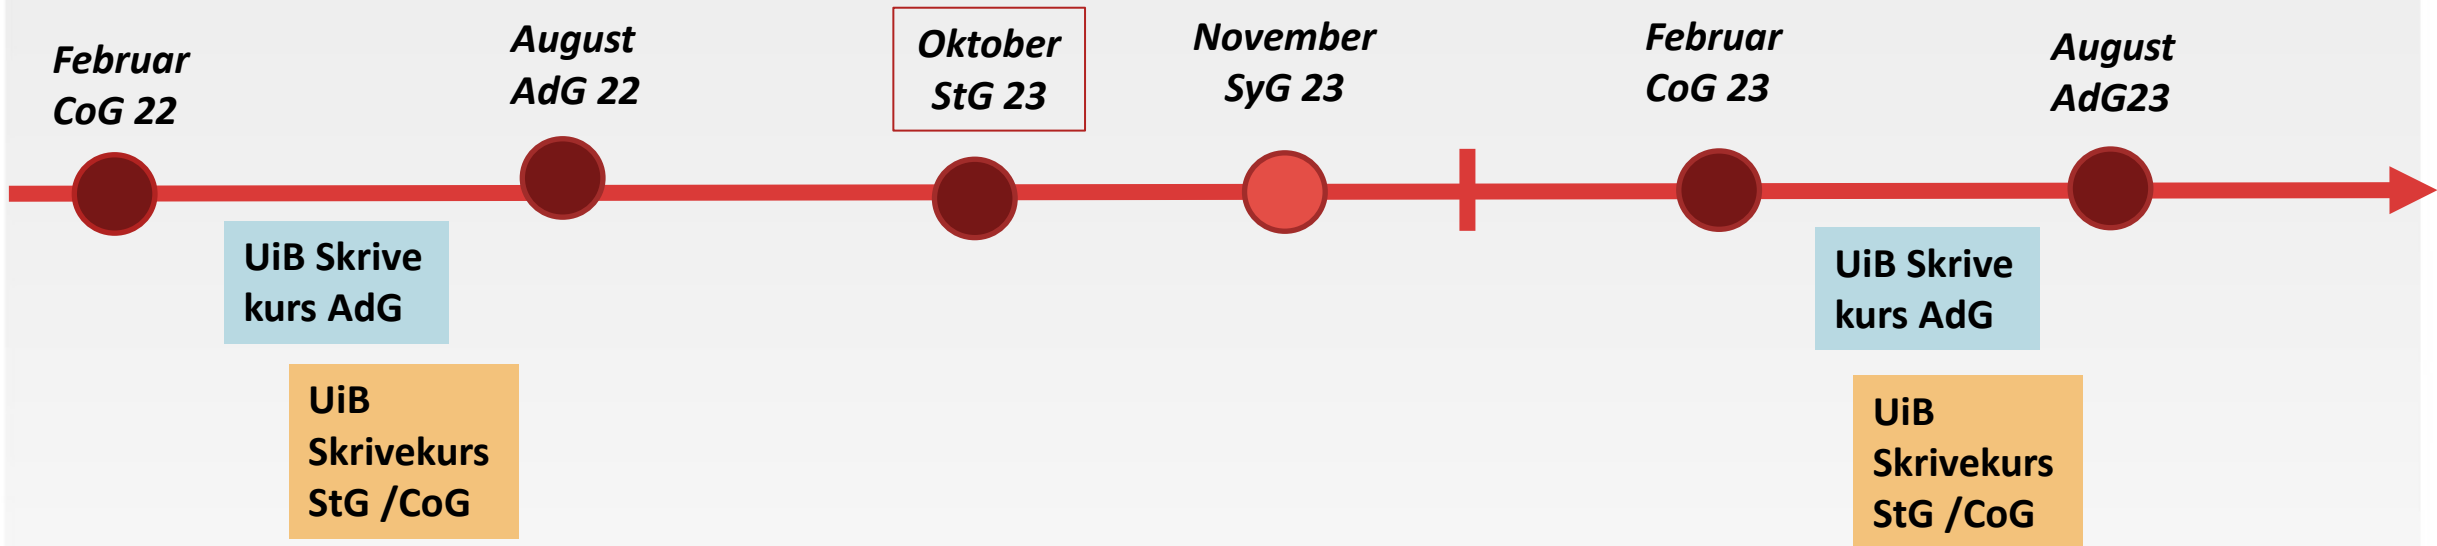 Februar
CoG 22
August
AdG 22
Oktober
StG 23
November
SyG 23
Februar
CoG 23
August
AdG23
UiB Skrive
kurs AdG
UiB
Skrivekurs
StG /CoG
UiB Skrive
kurs AdG
UiB
Skrivekurs
StG /CoG